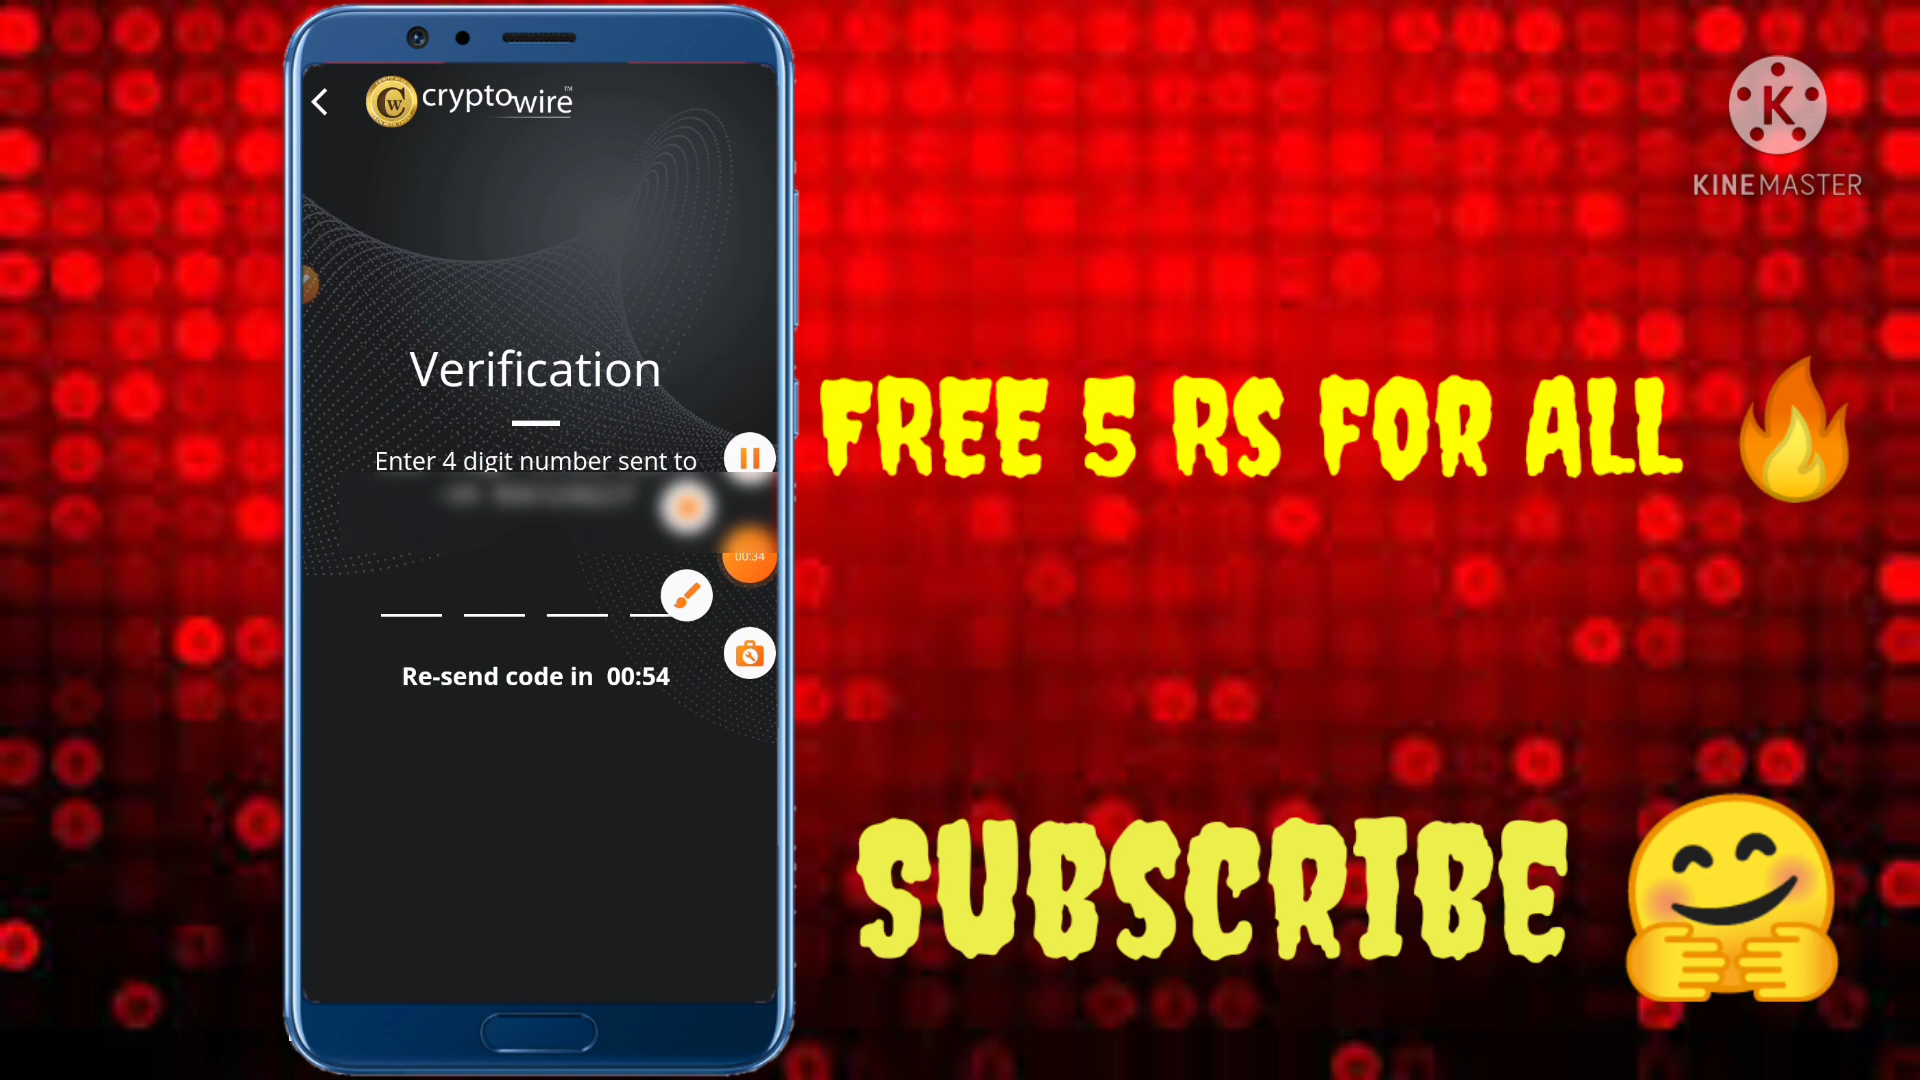 cryptowire™
KINEMASTER
Verification
Enter 4 digit number sent to
FREE 5 RS FOR ALL
00:34
Re-send code in 00:54
SUBSCRIBE